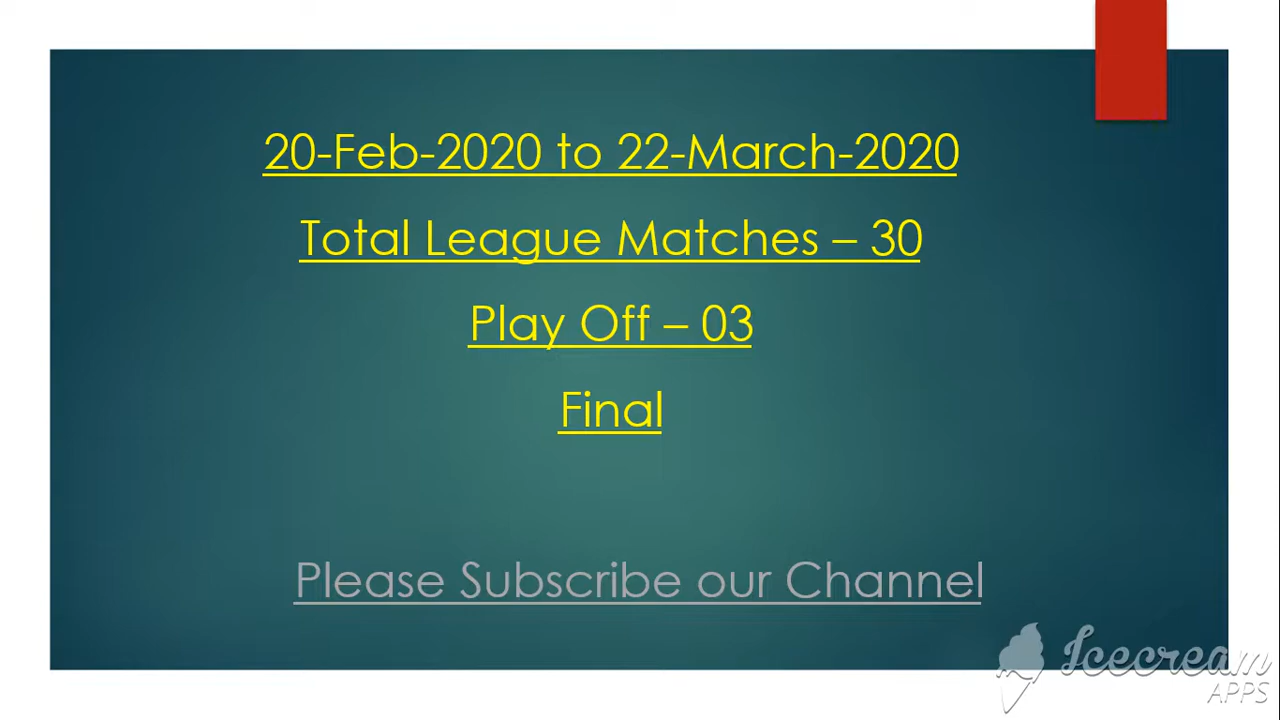 20-Feb-2020 to 22-March-2020
Total League Matches – 30
Play Off – 03
Final
Please Subscribe our Channel
Icecream
APPS